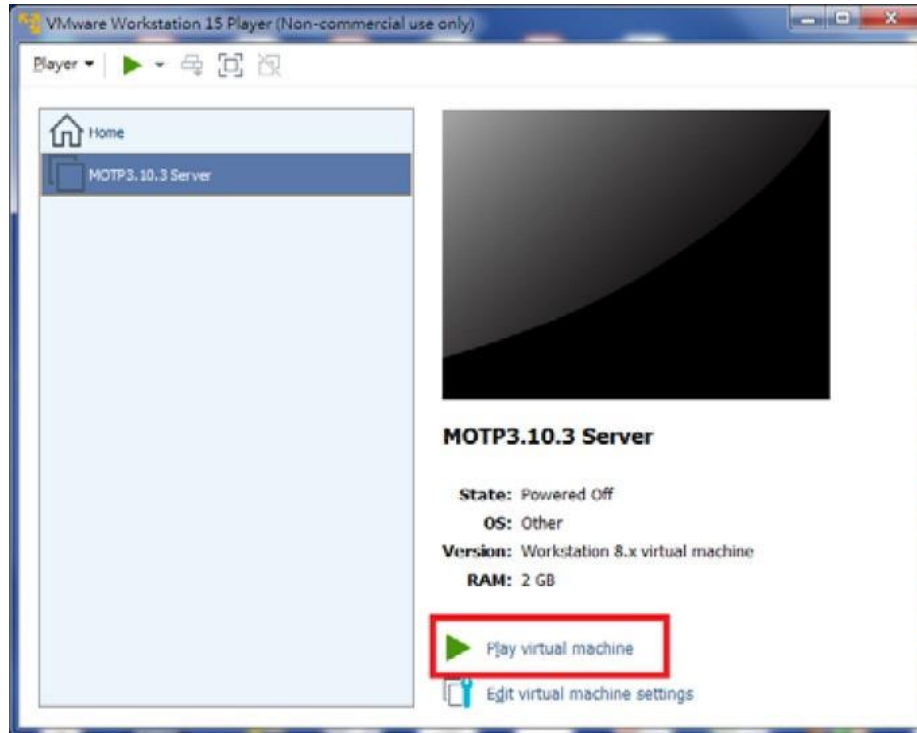 VMware Workstation 15 Player (Non-commercial use only)
Player
Home
MOTP3.10.3 Server
MOTP3.10.3 Server
State: Powered Off
OS: Other
Version: Workstation 8.x virtual machine
RAM: 2 GB
Play virtual machine
Edit virtual machine settings